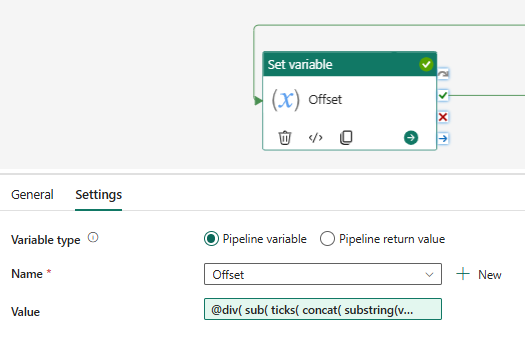 Set variable
(x) Offset
</>
General Settings
Variable type Pipeline variable Pipeline return value
Name * Offset + New
Value @div( sub( ticks( concat( substring(v...